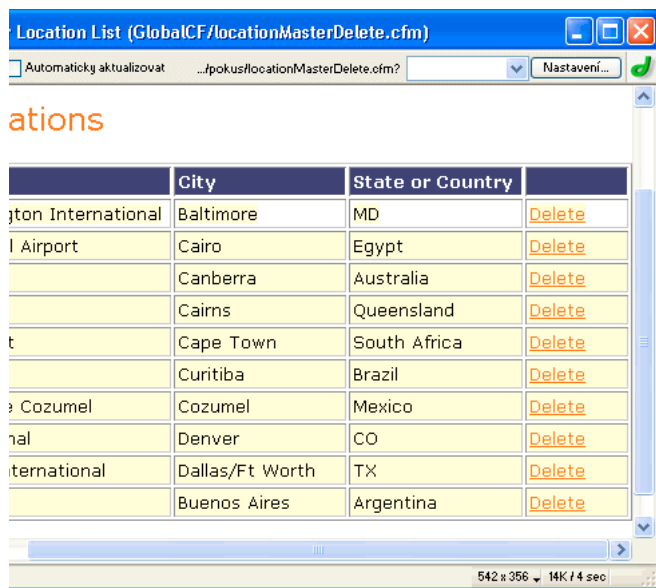 Location List (GlobalCF/locationMasterDelete.cfm)
Automaticky aktualizovat .../pokus/locationMasterDelete.cfm? Nastavení...
ations
City State or Country
gton International Baltimore MD Delete
l Airport Cairo Egypt Delete
Canberra Australia Delete
Cairns Queensland Delete
t Cape Town South Africa Delete
Curitiba Brazil Delete
e Cozumel Cozumel Mexico Delete
nal Denver CO Delete
ternational Dallas/Ft Worth TX Delete
Buenos Aires Argentina Delete
542 x 356 14K / 4 sec